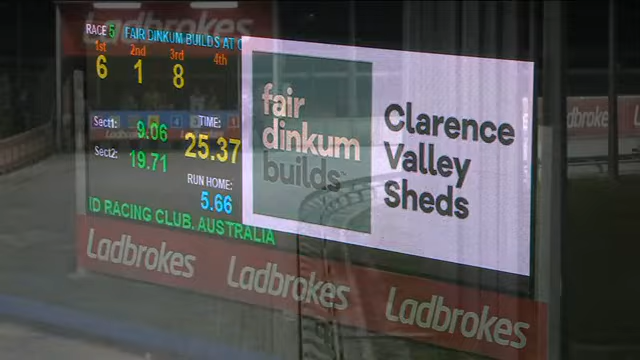 Ladbrokes
RACE 5 FAIR DINKUM BUILDS AT
1st 2nd 3rd 4th
6 1 8
Sect1: 9.06
TIME: 25.37
Sect2: 19.71
RUN HOME:
5.66
ID RACING CLUB. AUSTRALIA
fair
dinkum
builds
Clarence
Valley
Sheds
Ladbrokes
Ladbrokes Ladbrokes Ladbrokes